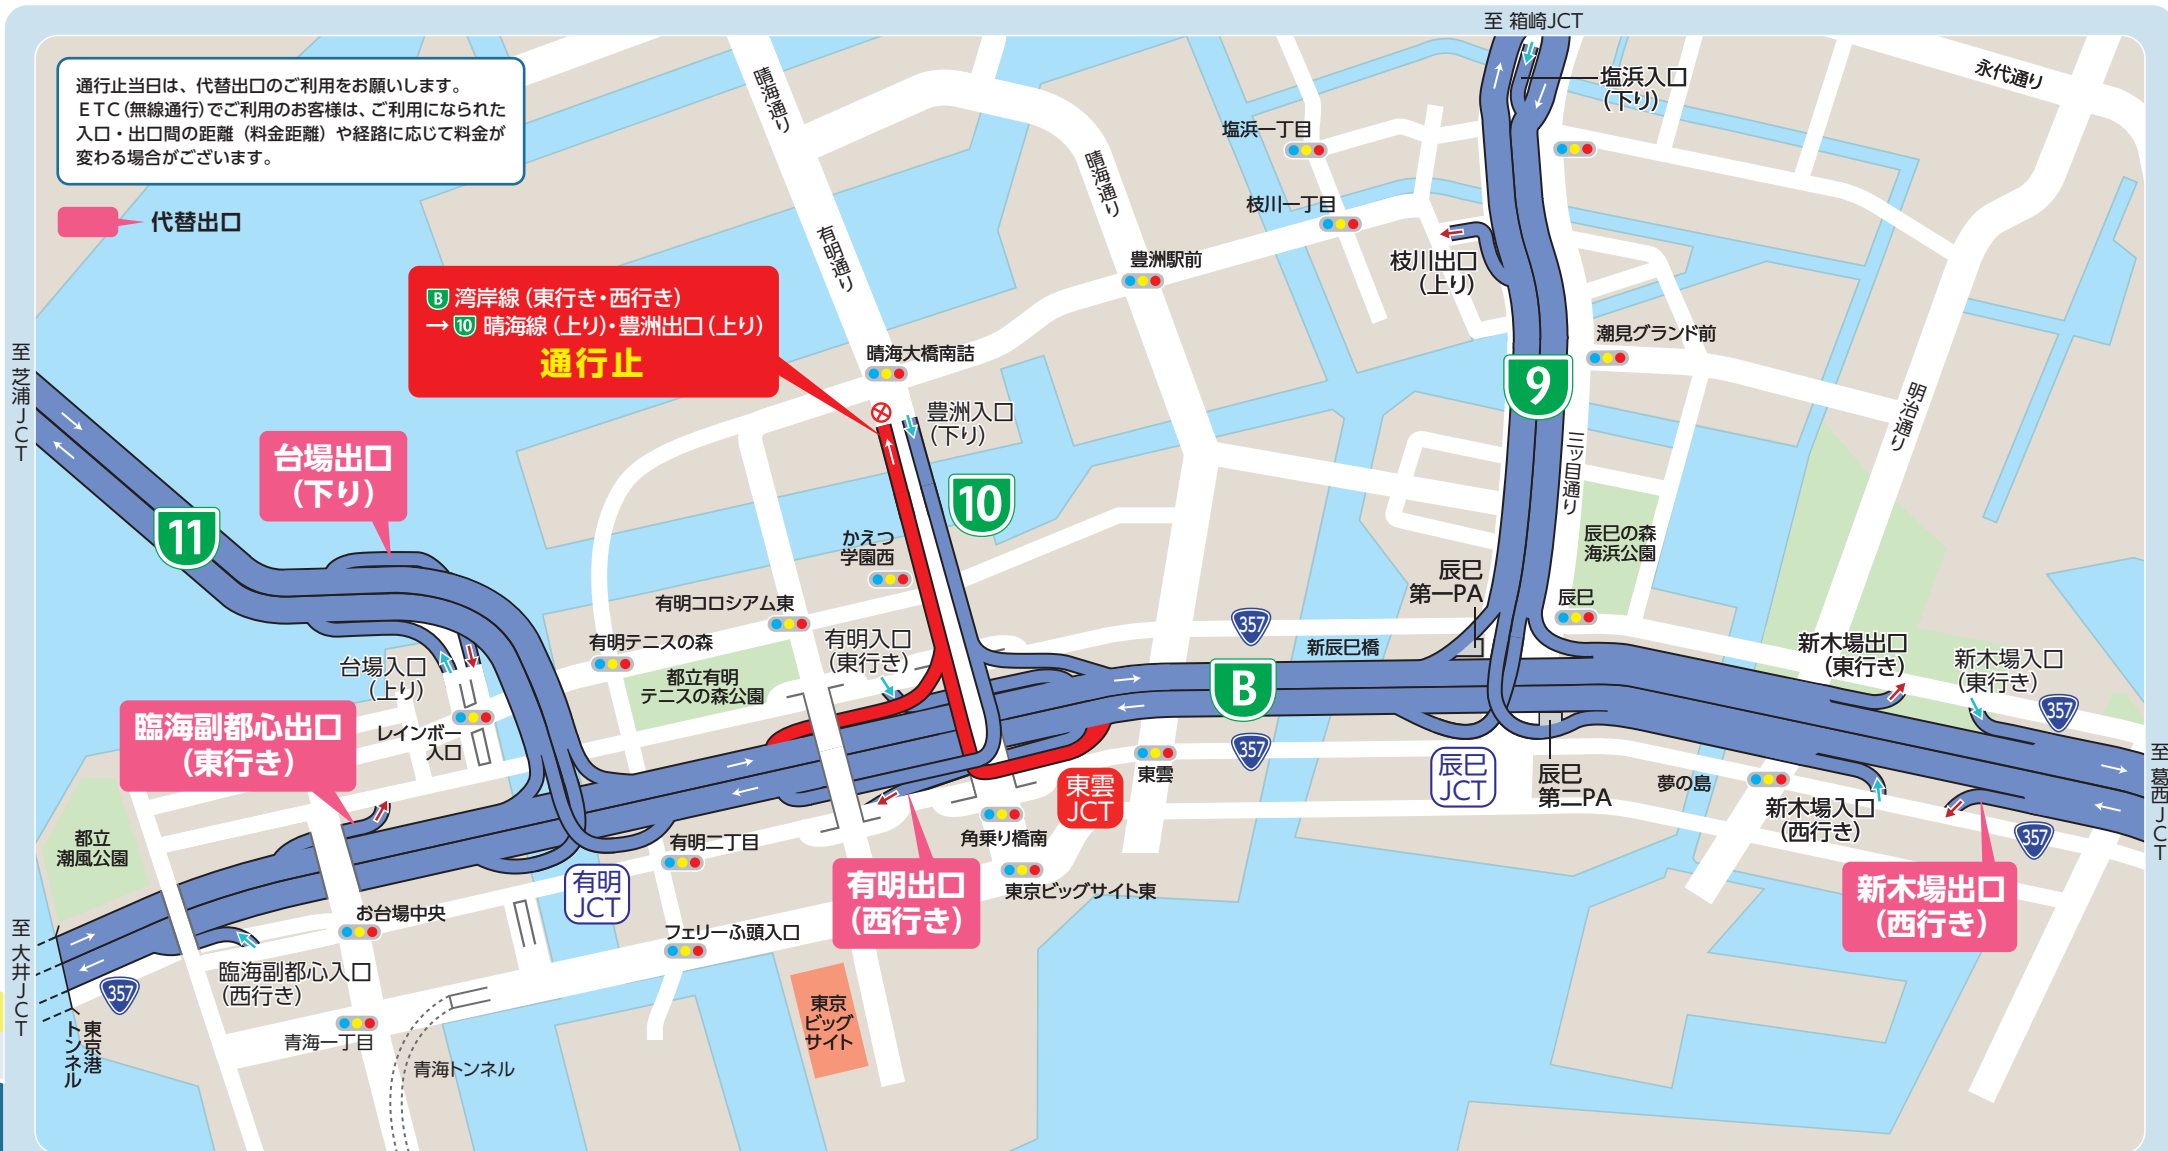 至 箱崎JCT
通行止当日は、代替出口のご利用をお願いします。
ETC(無線通行)でご利用のお客様は、ご利用になられた
入口・出口間の距離(料金距離)や経路に応じて料金が
変わる場合がございます。
代替出口
晴海通り
有明通り
晴海通り
塩浜一丁目
枝川一丁目
豊洲駅前
塩浜入口
(下り)
永代通り
枝川出口
(上り)
潮見グランド前
明治通り
三ッ目通り
9
B 湾岸線(東行き・西行き)
→10 晴海線(上り)・豊洲出口(上り)
通行止
晴海大橋南詰
豊洲入口
(下り)
10
至 芝浦JCT
台場出口
(下り)
11
かえつ
学園西
有明コロシアム東
有明テニスの森
都立有明
テニスの森公園
有明入口
(東行き)
辰巳の森
海浜公園
辰巳
第一PA
辰巳
357
新辰巳橋
B
357
新木場出口
(東行き)
新木場入口
(東行き)
357
台場入口
(上り)
レインボー
入口
臨海副都心出口
(東行き)
東雲
JCT
東雲
辰巳
JCT
辰巳
第二PA
夢の島
新木場入口
(西行き)
357
至 葛西JCT
都立
潮風公園
有明二丁目
角乗り橋南
東京ビッグサイト東
有明
JCT
有明出口
(西行き)
新木場出口
(西行き)
お台場中央
フェリーふ頭入口
至 大井JCT
臨海副都心入口
(西行き)
357
東京港
トンネル
青海一丁目
青海トンネル
東京
ビッグ
サイト